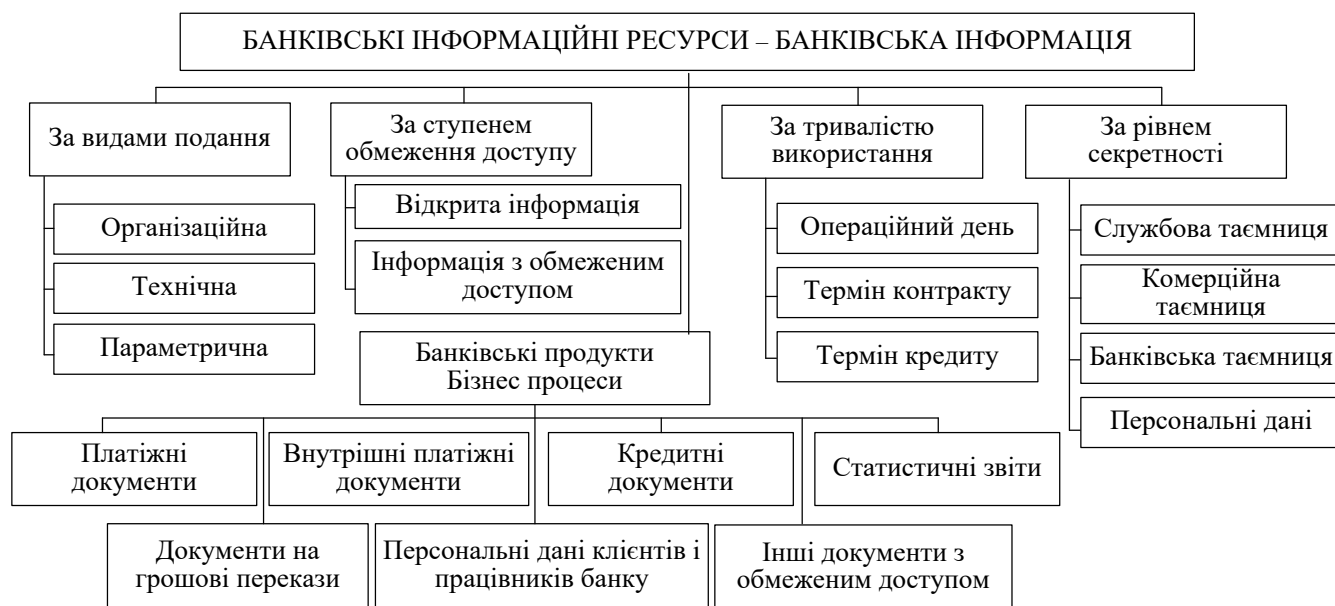 БАНКІВСЬКІ ІНФОРМАЦІЙНІ РЕСУРСИ – БАНКІВСЬКА ІНФОРМАЦІЯ
За видами подання
Організаційна
Технічна
Параметрична
За ступенем
обмеження доступу
Відкрита інформація
Інформація з обмеженим
доступом
За тривалістю
використання
Операційний день
Термін контракту
Термін кредиту
За рівнем
секретності
Службова таємниця
Комерційна
таємниця
Банківська таємниця
Персональні дані
Банківські продукти
Бізнес процеси
Платіжні
документи
Внутрішні платіжні
документи
Кредитні
документи
Статистичні звіти
Документи на
грошові перекази
Персональні дані клієнтів і
працівників банку
Інші документи з
обмеженим доступом